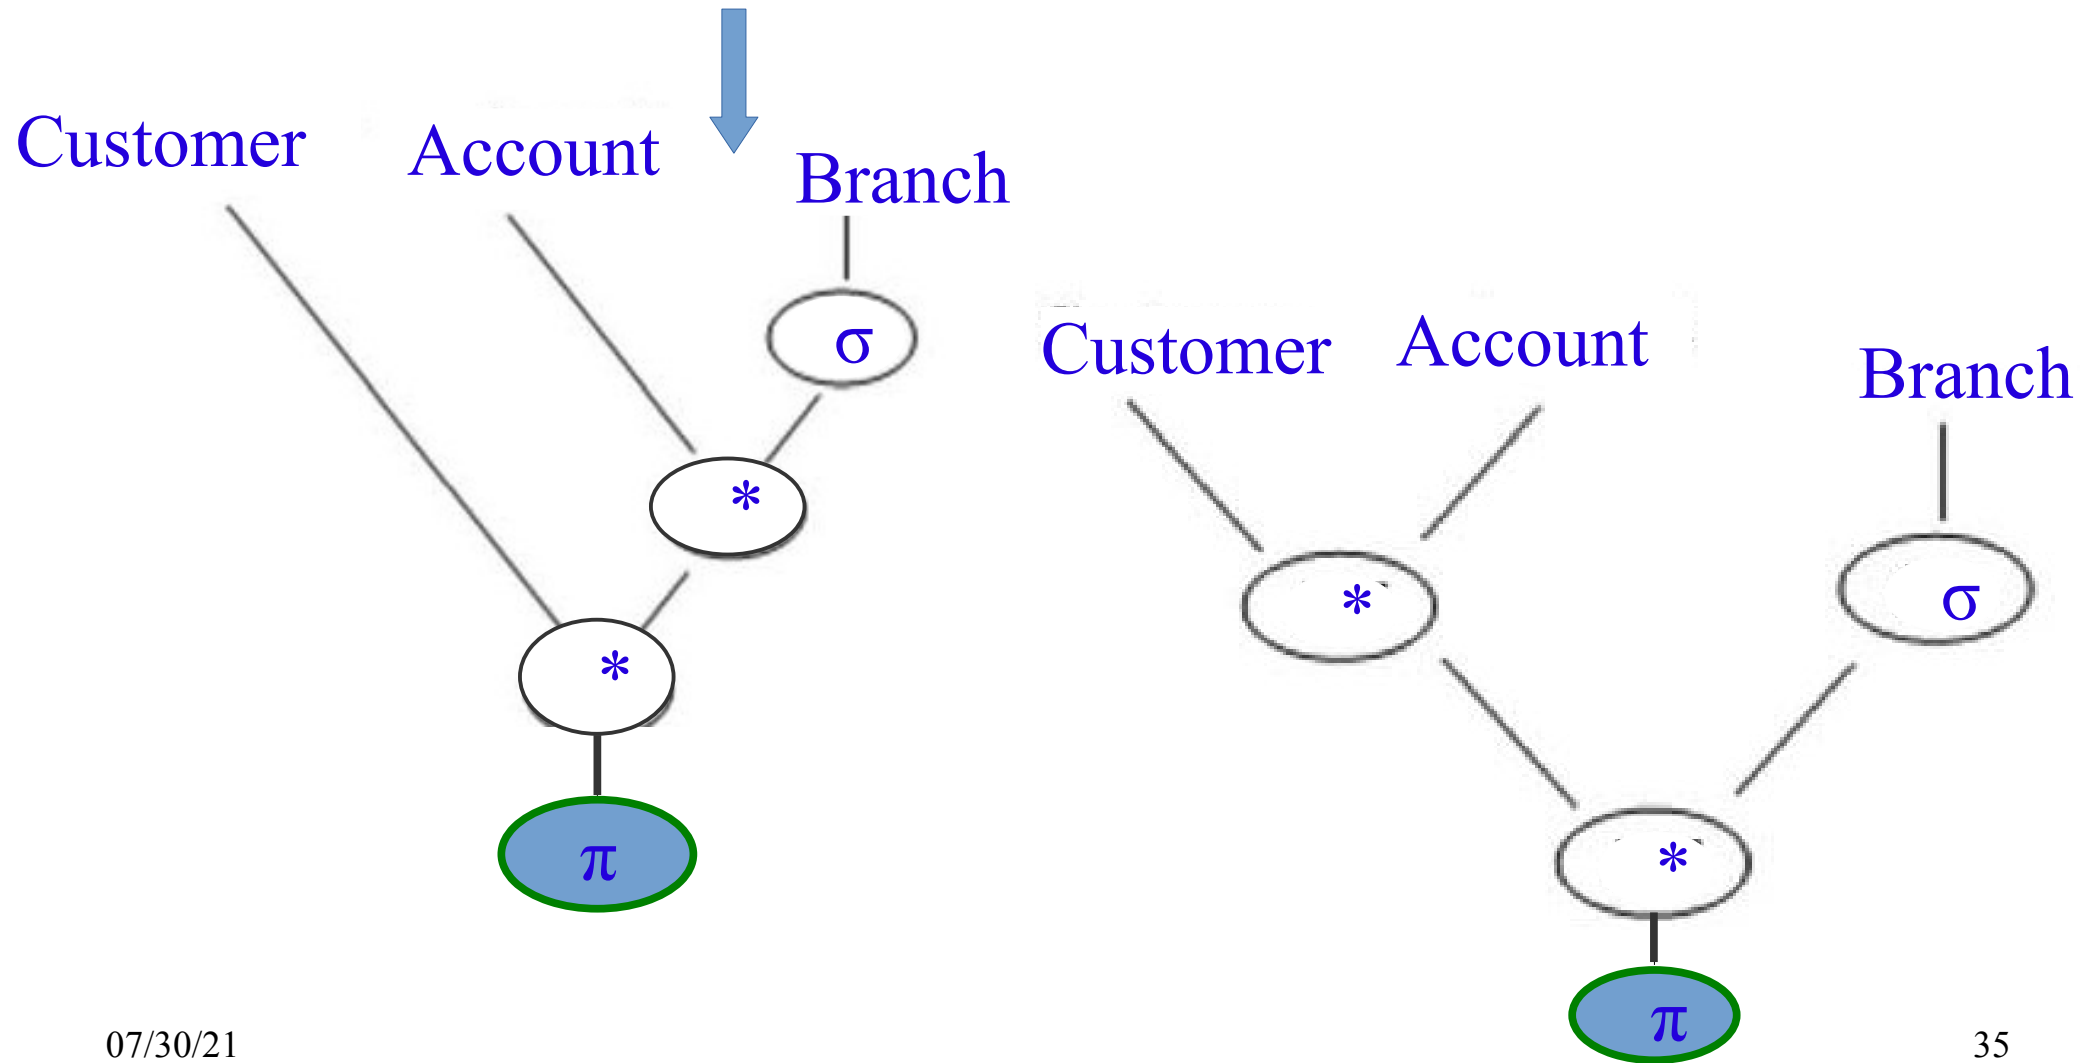 Customer
Account
Branch
σ
*
*
π
Customer
Account
Branch
*
σ
*
π
07/30/21
35